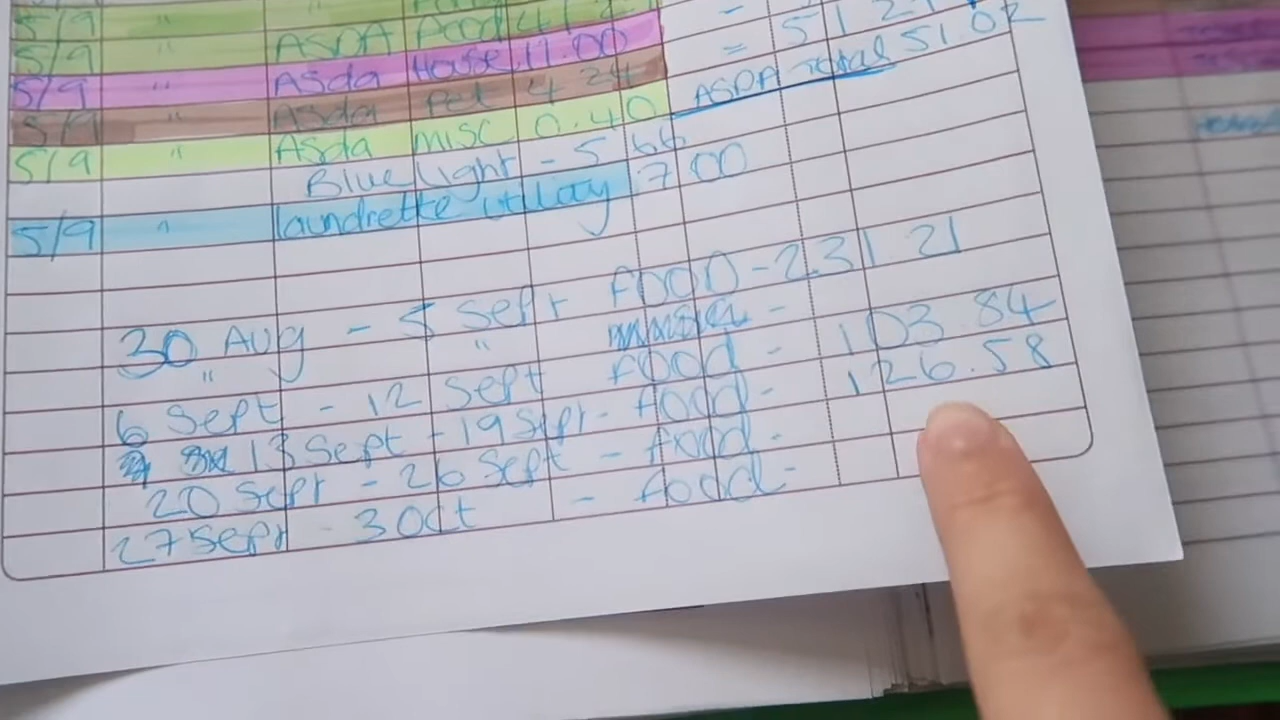 5/9 " ASDA food 4
5/9 " Asda House 11.00 = 51 2
5/9 " Asda Pet 4 24 ASDA Total 51.02
5/9 " Asda misc 0.40
Blue light - 5 66
5/9 " laundrette utility 7 00
30 Aug - 5 Sept FOOD - 231 21
" " -
6 Sept - 12 Sept food - 103 84
13 Sept - 19 Sept - food - 126.58
20 Sept - 26 Sept - food -
27 Sept - 3 Oct - food -